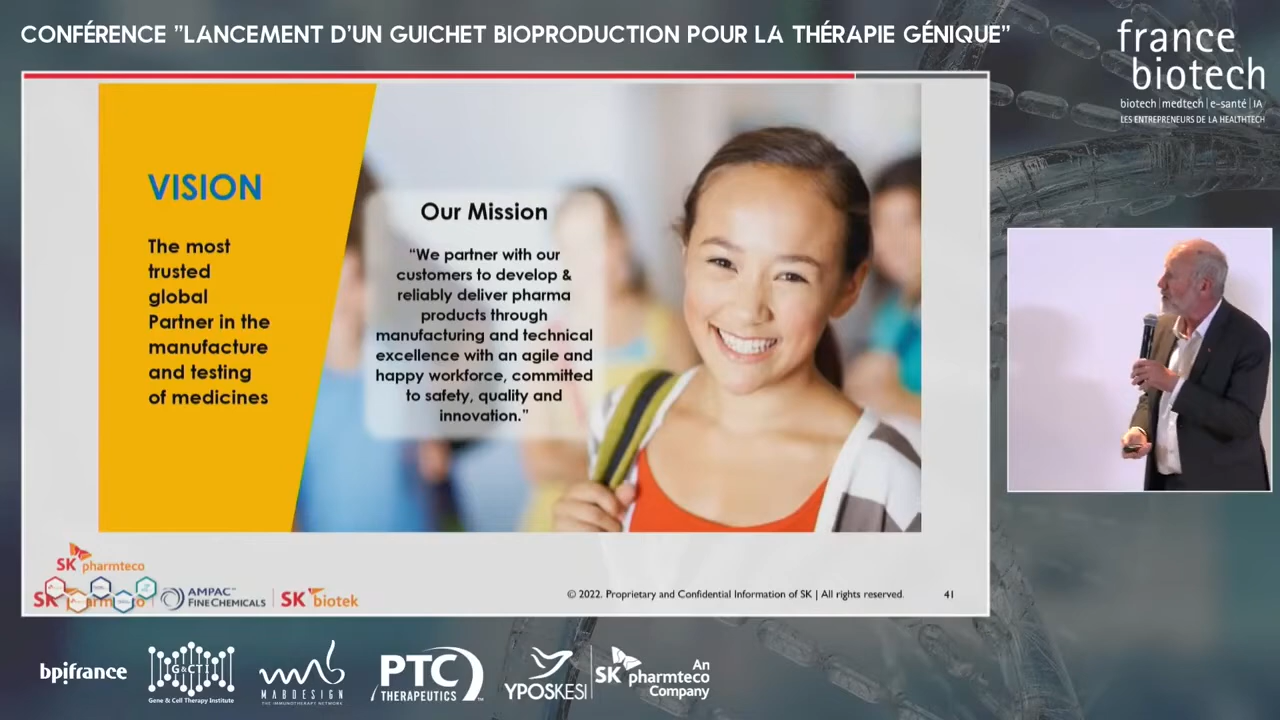 CONFÉRENCE "LANCEMENT D'UN GUICHET BIOPRODUCTION POUR LA THÉRAPIE GÉNIQUE"
france
biotech
biotech | medtech | e-santé | IA
LES ENTREPRENEURS DE LA HEALTHTECH
VISION
The most
trusted
global
Partner in the
manufacture
and testing
of medicines
Our Mission
“We partner with our
customers to develop &
reliably deliver pharma
products through
manufacturing and technical
excellence with an agile and
happy workforce, committed
to safety, quality and
innovation.”
SK pharmteco
SK
AMPAC™
FINE CHEMICALS
SK biotek
© 2022. Proprietary and Confidential Information of SK | All rights reserved.
41
bpifrance
G&CTI
Gene & Cell Therapy Institute
MABDESIGN
THE IMMUNOTHERAPY NETWORK
PTC
THERAPEUTICS
YPOSKESI
SK pharmteco
An
Company